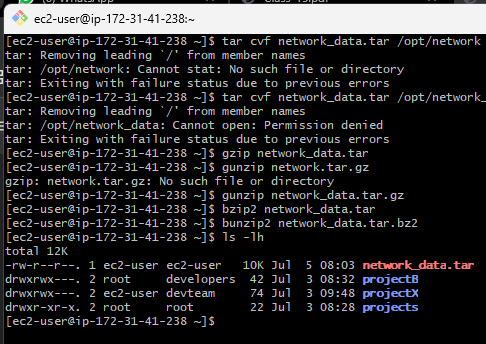 (6) WhatsApp
Class-15.pdf
ec2-user@ip-172-31-41-238:~
[ec2-user@ip-172-31-41-238 ~]$ tar cvf network_data.tar /opt/network
tar: Removing leading `/' from member names
tar: /opt/network: Cannot stat: No such file or directory
tar: Exiting with failure status due to previous errors
[ec2-user@ip-172-31-41-238 ~]$ tar cvf network_data.tar /opt/network_
tar: Removing leading `/' from member names
tar: /opt/network_data: Cannot open: Permission denied
tar: Exiting with failure status due to previous errors
[ec2-user@ip-172-31-41-238 ~]$ gzip network_data.tar
[ec2-user@ip-172-31-41-238 ~]$ gunzip network.tar.gz
gzip: network.tar.gz: No such file or directory
[ec2-user@ip-172-31-41-238 ~]$ gunzip network_data.tar.gz
[ec2-user@ip-172-31-41-238 ~]$ bzip2 network_data.tar
[ec2-user@ip-172-31-41-238 ~]$ bunzip2 network_data.tar.bz2
[ec2-user@ip-172-31-41-238 ~]$ ls -lh
total 12K
-rw-r--r--. 1 ec2-user ec2-user   10K Jul  5 08:03 network_data.tar
drwxrwx---. 2 root     developers  42 Jul  3 08:32 projectB
drwxrwx---. 2 ec2-user devteam     74 Jul  3 09:48 projectX
drwxr-xr-x. 2 root     root        22 Jul  3 08:28 projects
[ec2-user@ip-172-31-41-238 ~]$